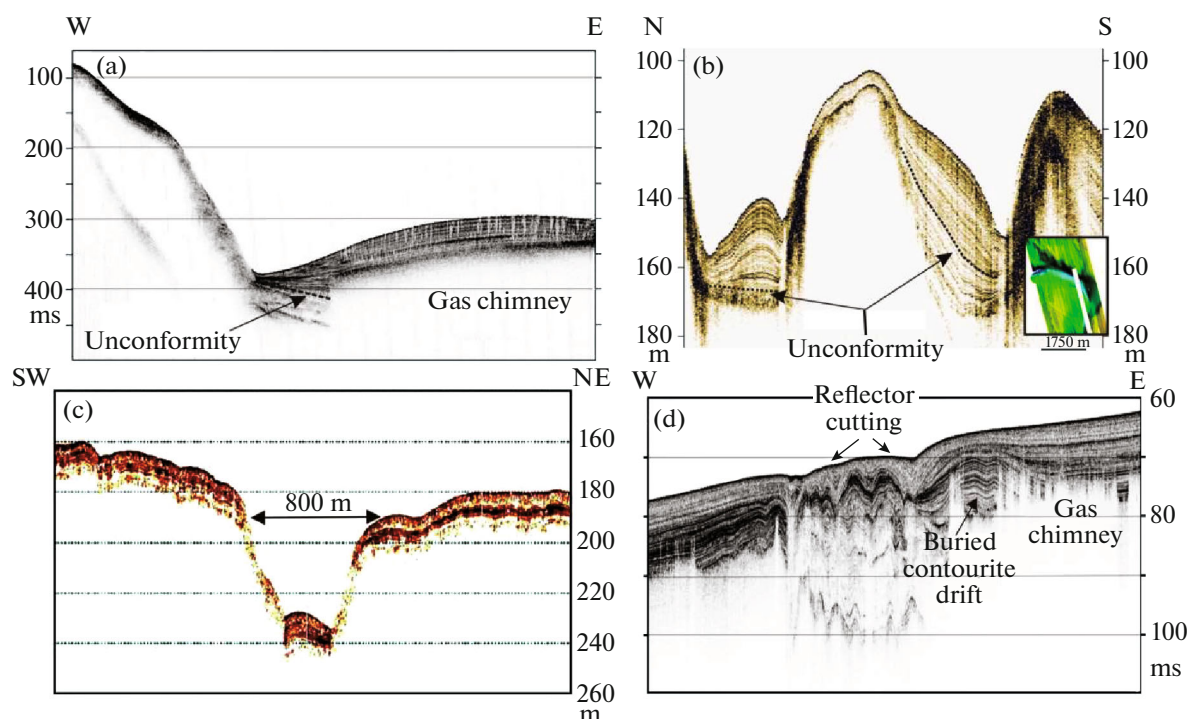 W E
(a)
100
200
300
400
ms
Gas chimney
Unconformity
N S
(b)
100 100
120 120
140 140
160 160
180 180
m m
Unconformity
1750 m
SW NE
(c)
160
180
800 m
200
220
240
260
m
W E
(d)
Reflector
cutting
60
80
100
ms
Gas
chimney
Buried
contourite
drift